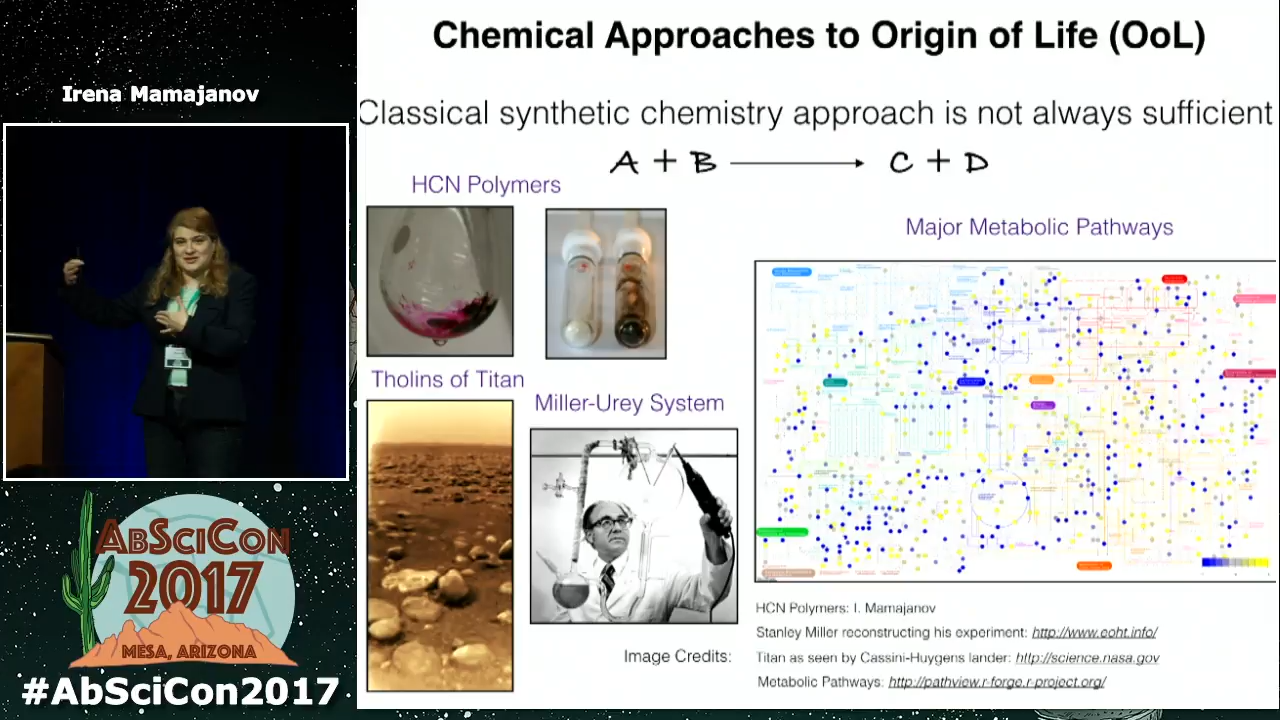 Irena Mamajanov
ABSCICON
2017
MESA, ARIZONA
#AbSciCon2017
Chemical Approaches to Origin of Life (OoL)
Classical synthetic chemistry approach is not always sufficient
A + B → C + D
HCN Polymers
Tholins of Titan
Miller-Urey System
Major Metabolic Pathways
Image Credits:
HCN Polymers: I. Mamajanov
Stanley Miller reconstructing his experiment: http://www.eoht.info/
Titan as seen by Cassini-Huygens lander: http://science.nasa.gov
Metabolic Pathways: http://pathview.r-forge.r-project.org/